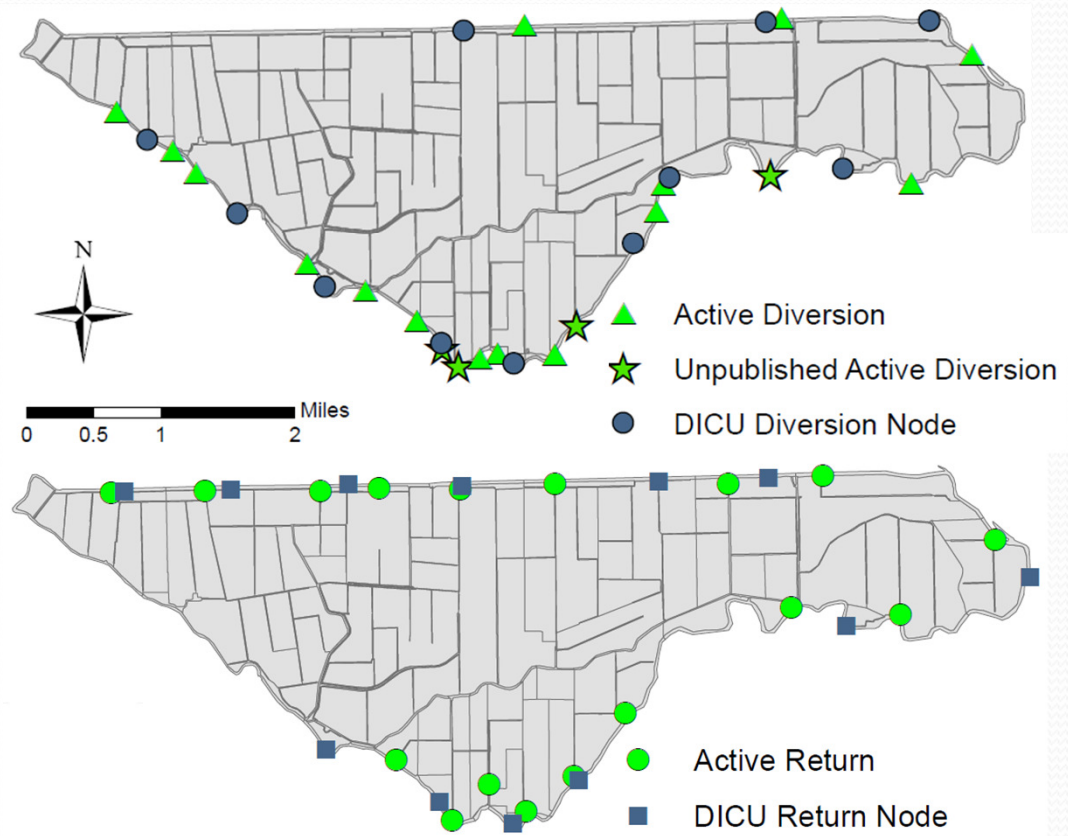 N
Active Diversion
Unpublished Active Diversion
DICU Diversion Node
Miles
0 0.5 1 2
Active Return
DICU Return Node